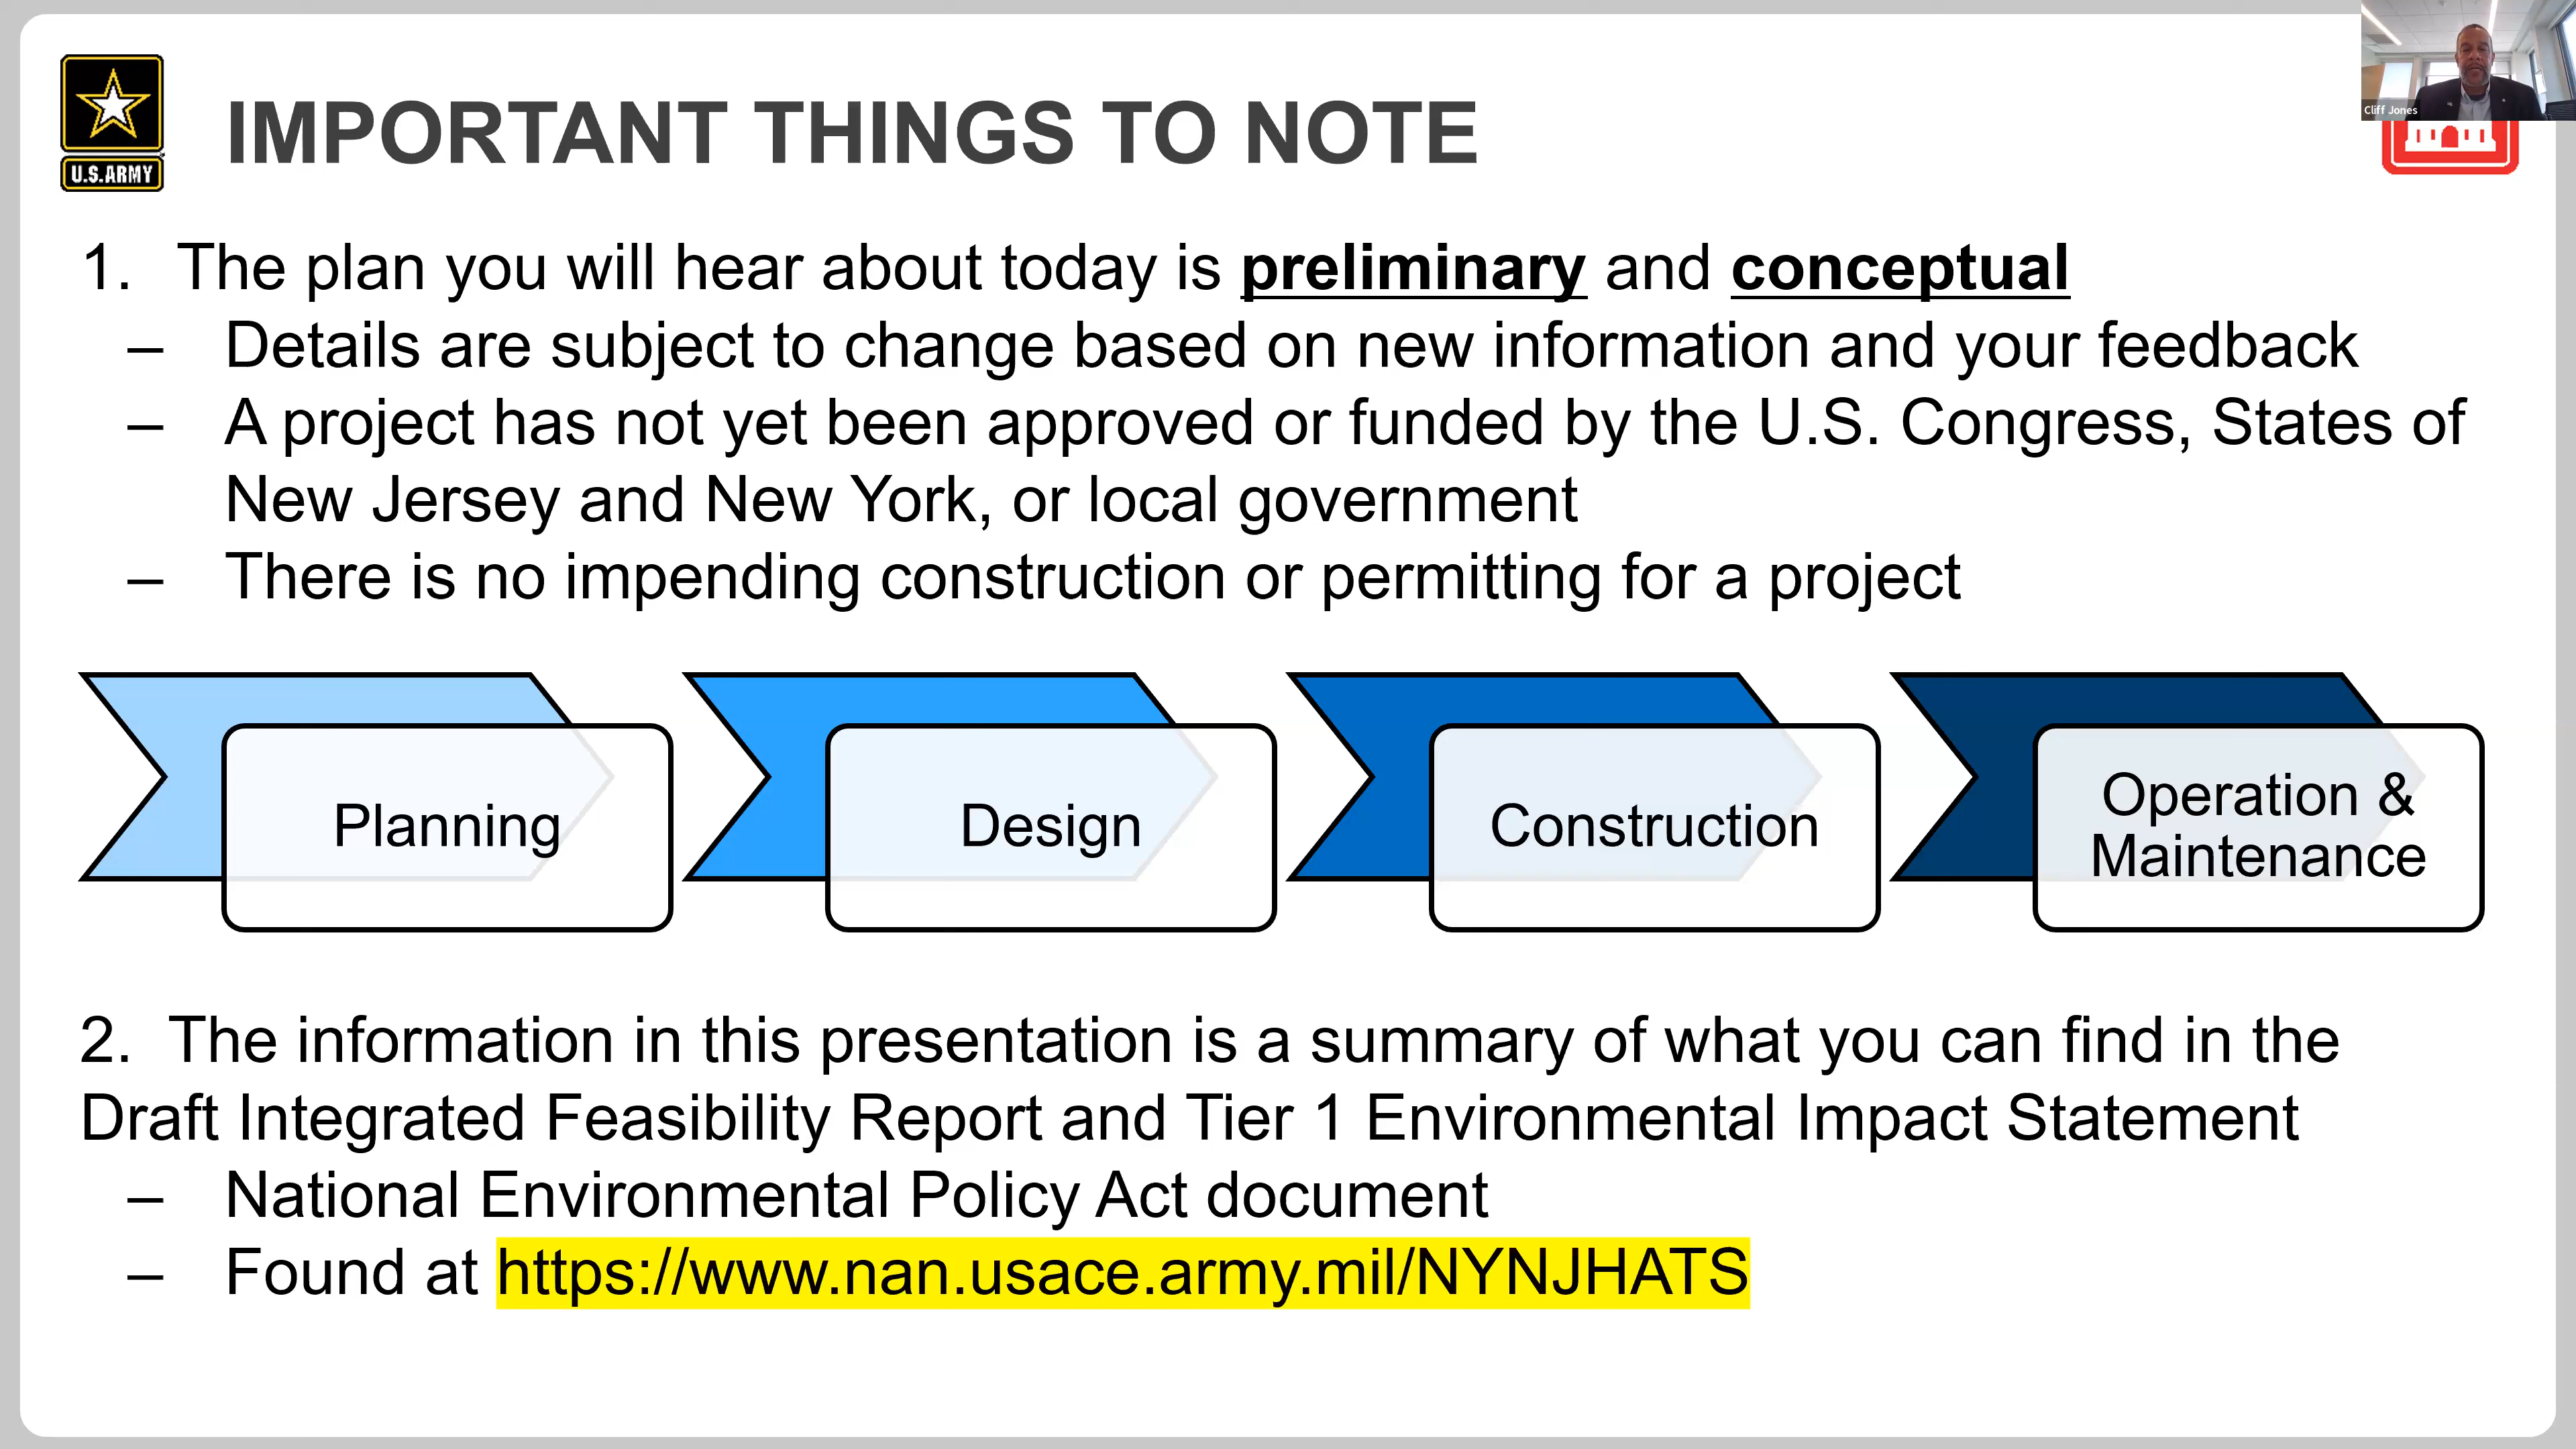 Cliff Jones
U.S.ARMY
IMPORTANT THINGS TO NOTE
1. The plan you will hear about today is preliminary and conceptual
– Details are subject to change based on new information and your feedback
– A project has not yet been approved or funded by the U.S. Congress, States of
New Jersey and New York, or local government
– There is no impending construction or permitting for a project
Planning
Design
Construction
Operation &
Maintenance
2. The information in this presentation is a summary of what you can find in the
Draft Integrated Feasibility Report and Tier 1 Environmental Impact Statement
– National Environmental Policy Act document
– Found at https://www.nan.usace.army.mil/NYNJHATS